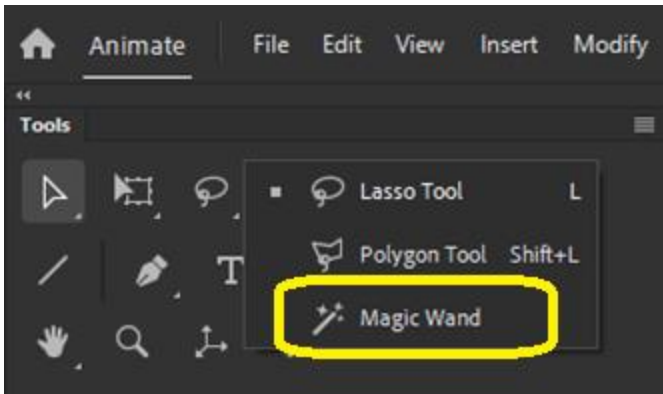 Animate File Edit View Insert Modify
Tools
Lasso Tool L
Polygon Tool Shift+L
T
Magic Wand